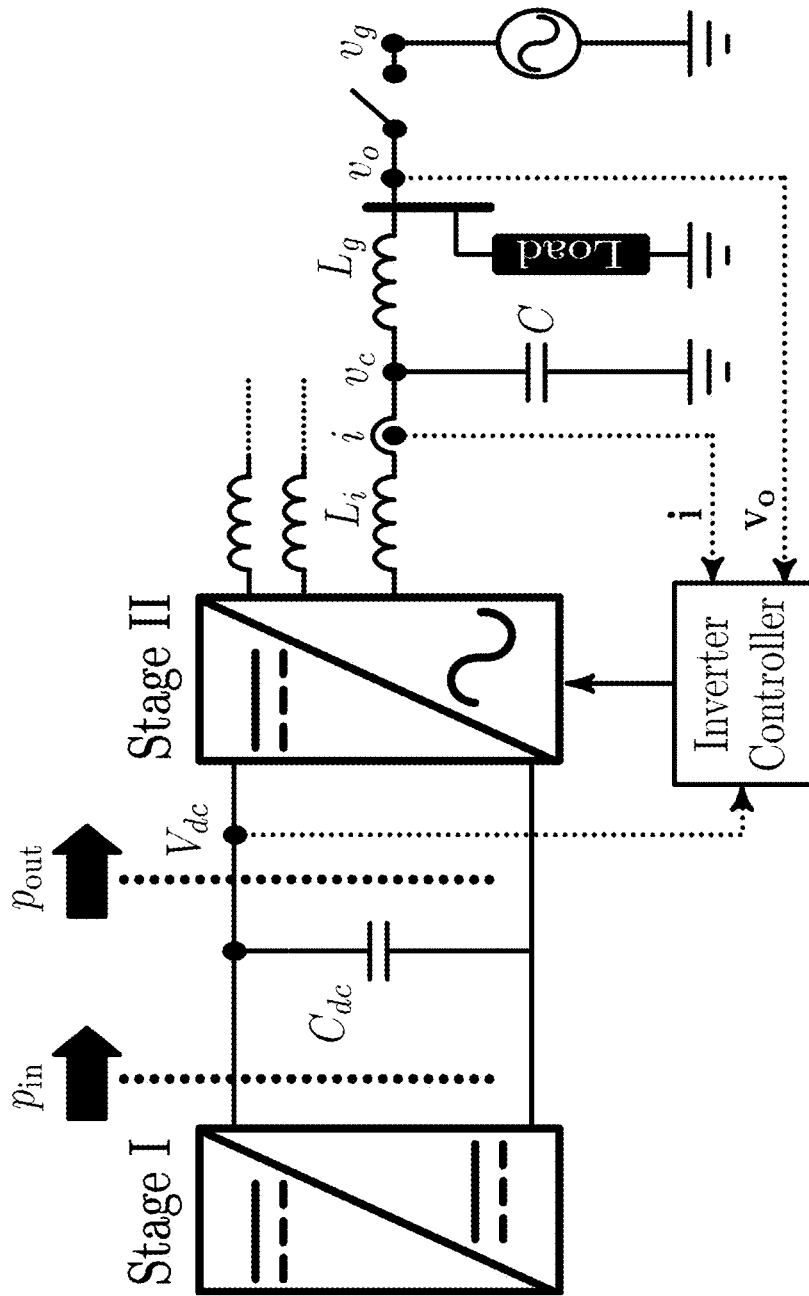 p_in
p_out
Stage I
Stage II
V_dc
C_dc
L_i
i
v_c
L_g
v_o
v_g
C
Load
i
v_o
Inverter
Controller